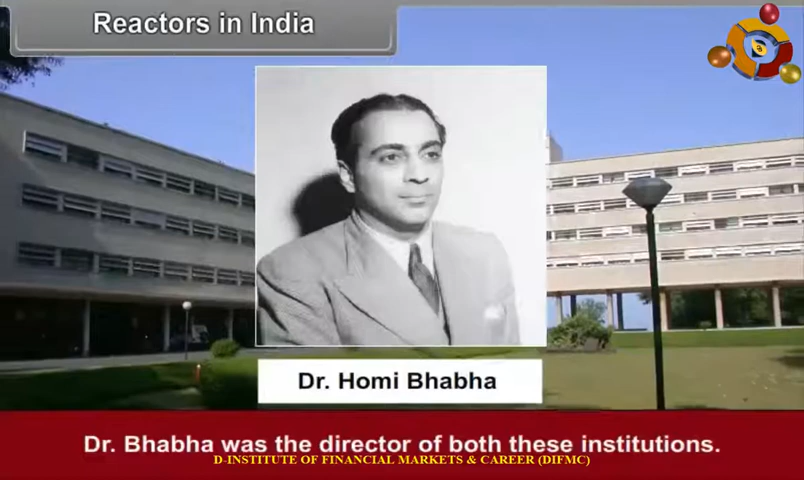 Reactors in India
Dr. Homi Bhabha
Dr. Bhabha was the director of both these institutions.
D-INSTITUTE OF FINANCIAL MARKETS & CAREER (DIFMC)